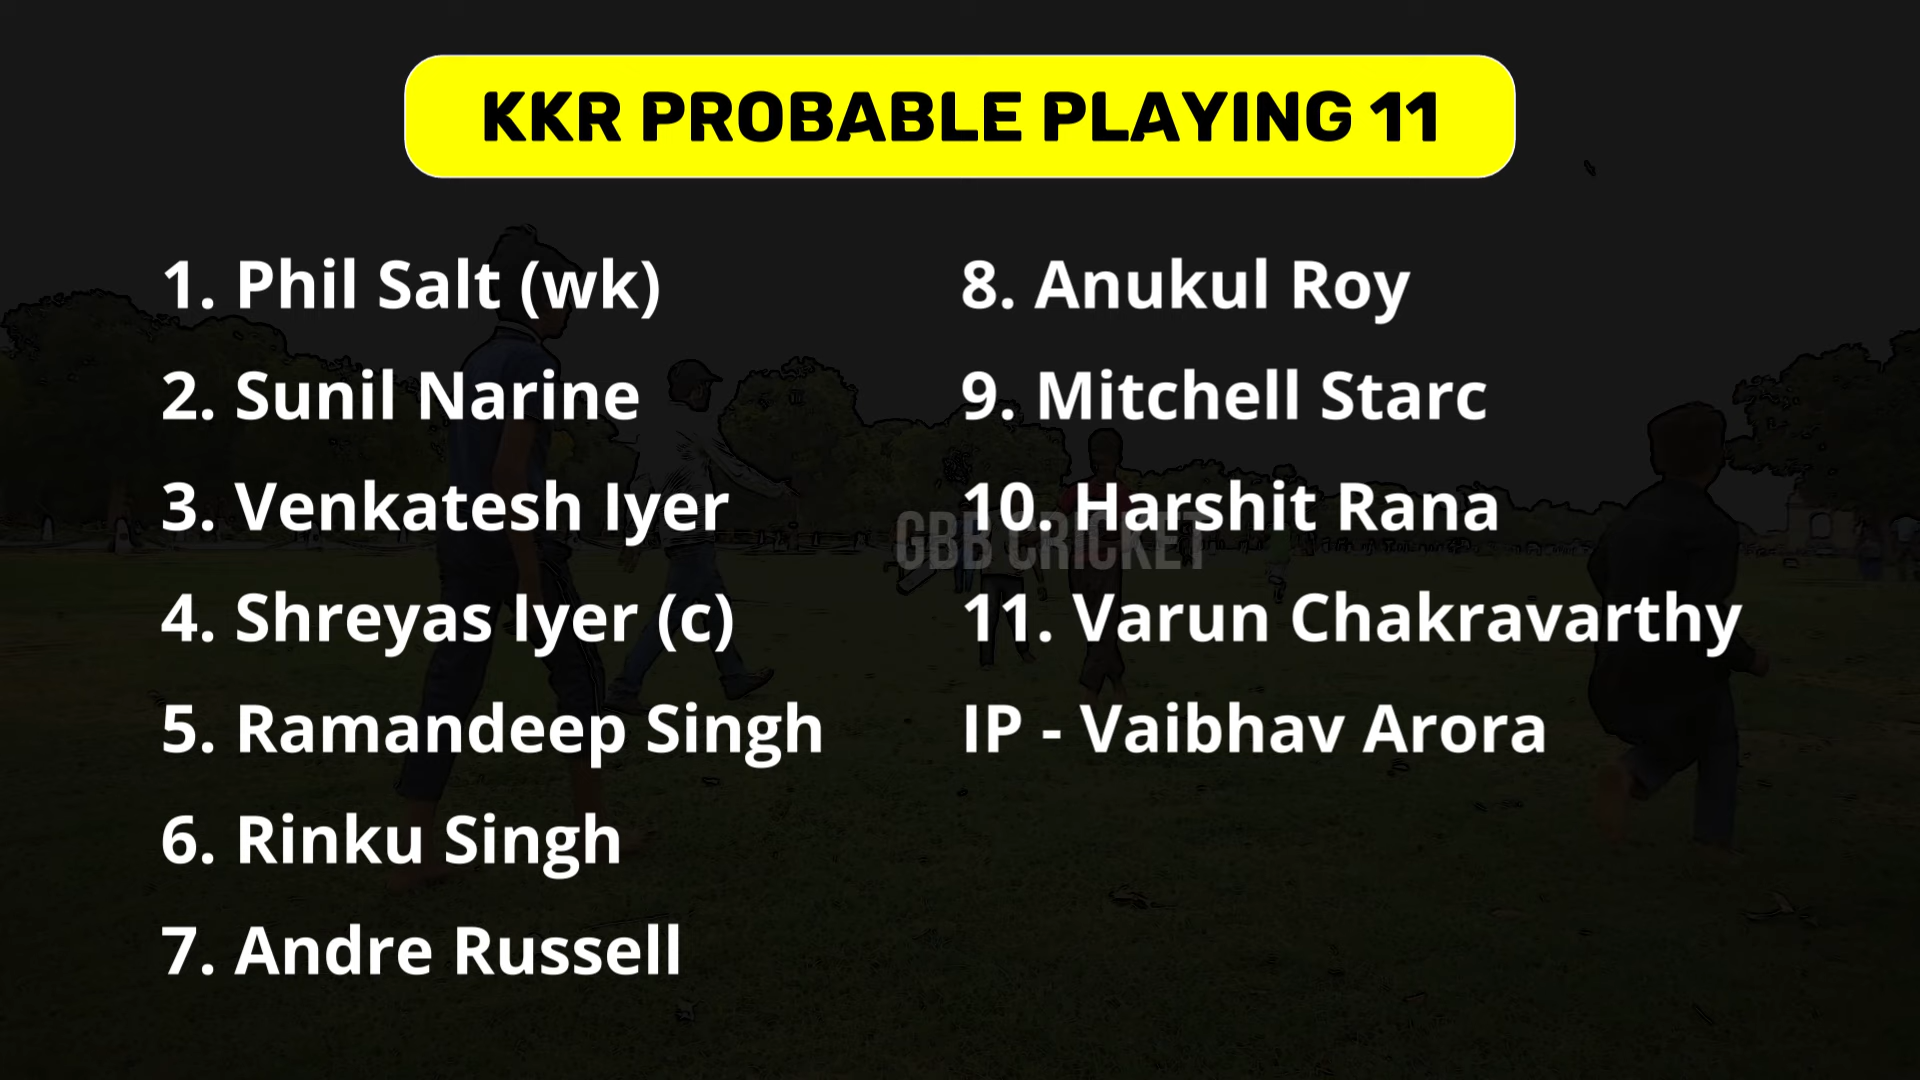 KKR PROBABLE PLAYING 11
1. Phil Salt (wk)
2. Sunil Narine
3. Venkatesh Iyer
4. Shreyas Iyer (c)
5. Ramandeep Singh
6. Rinku Singh
7. Andre Russell
8. Anukul Roy
9. Mitchell Starc
10. Harshit Rana
11. Varun Chakravarthy
IP - Vaibhav Arora
GBB CRICKET